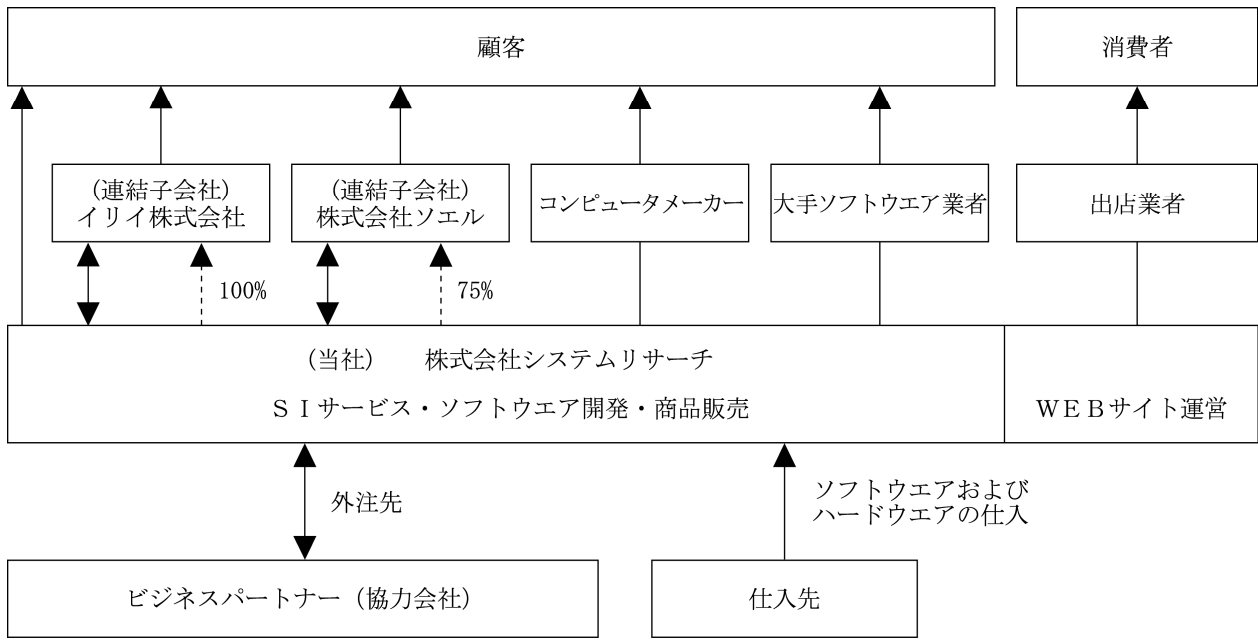 顧客
消費者
(連結子会社)
イリイ株式会社
(連結子会社)
株式会社ソエル
コンピュータメーカー
大手ソフトウエア業者
出店業者
100%
75%
(当社)　株式会社システムリサーチ
ＳＩサービス・ソフトウエア開発・商品販売
ＷＥＢサイト運営
外注先
ソフトウエアおよび
ハードウエアの仕入
ビジネスパートナー（協力会社）
仕入先